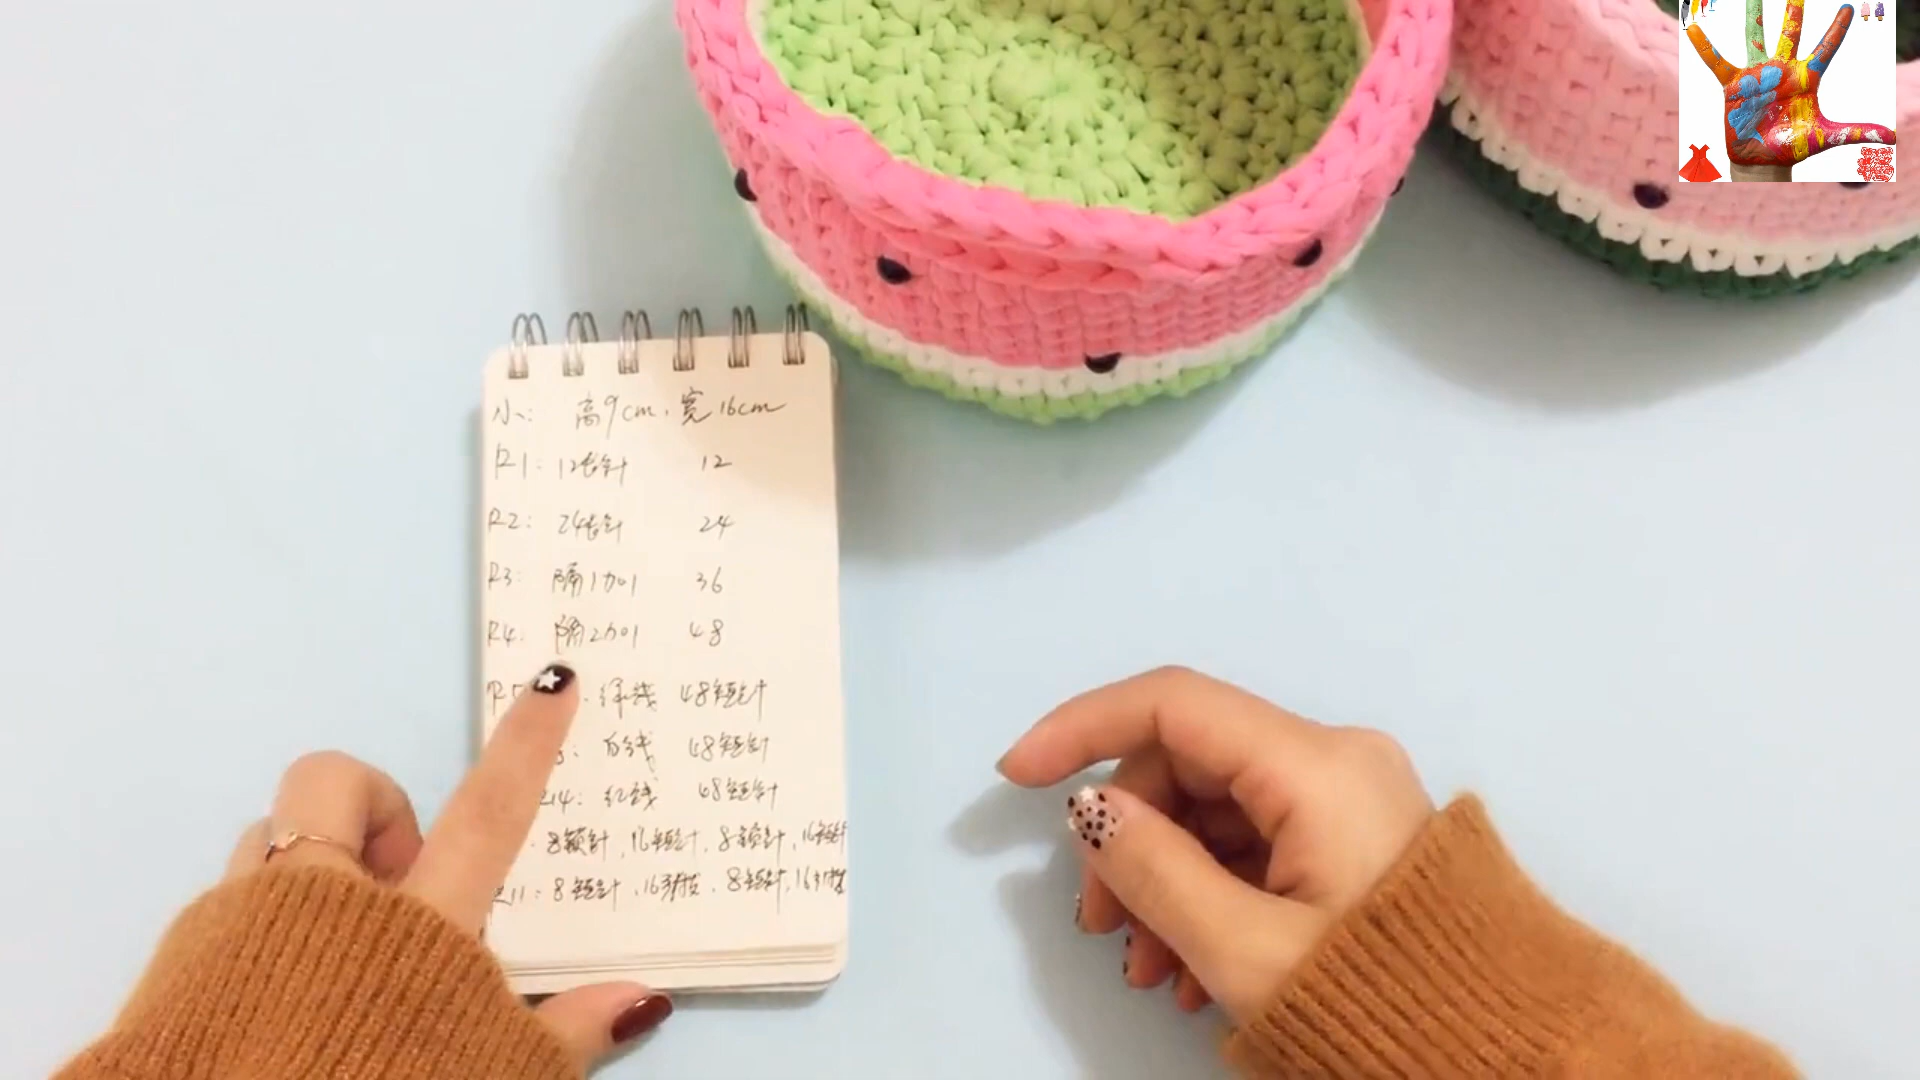 小: 高9cm, 宽16cm
R1: 12长针 12
R2: 24长针 24
R3: 隔1加1 36
R4: 隔2加1 48
绿线 48短针
白线 48短针
R14: 红线 48短针
8锁针, 16短针, 8锁针, 16短针
8短针, 16引拔, 8短针, 16引拔